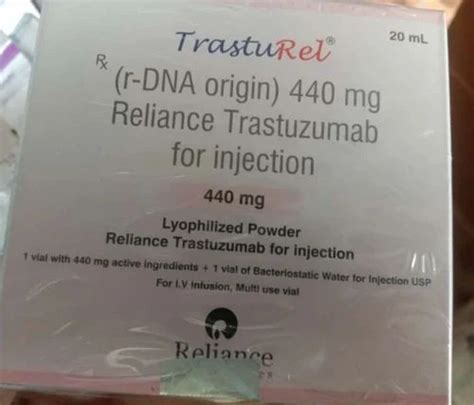 TrastuRel®
20 mL
Rx
(r-DNA origin) 440 mg
Reliance Trastuzumab
for injection
440 mg
Lyophilized Powder
Reliance Trastuzumab for injection
1 vial with 440 mg active ingredients + 1 vial of Bacteriostatic Water for Injection USP
For I.V Infusion, Multi use vial
Reliance